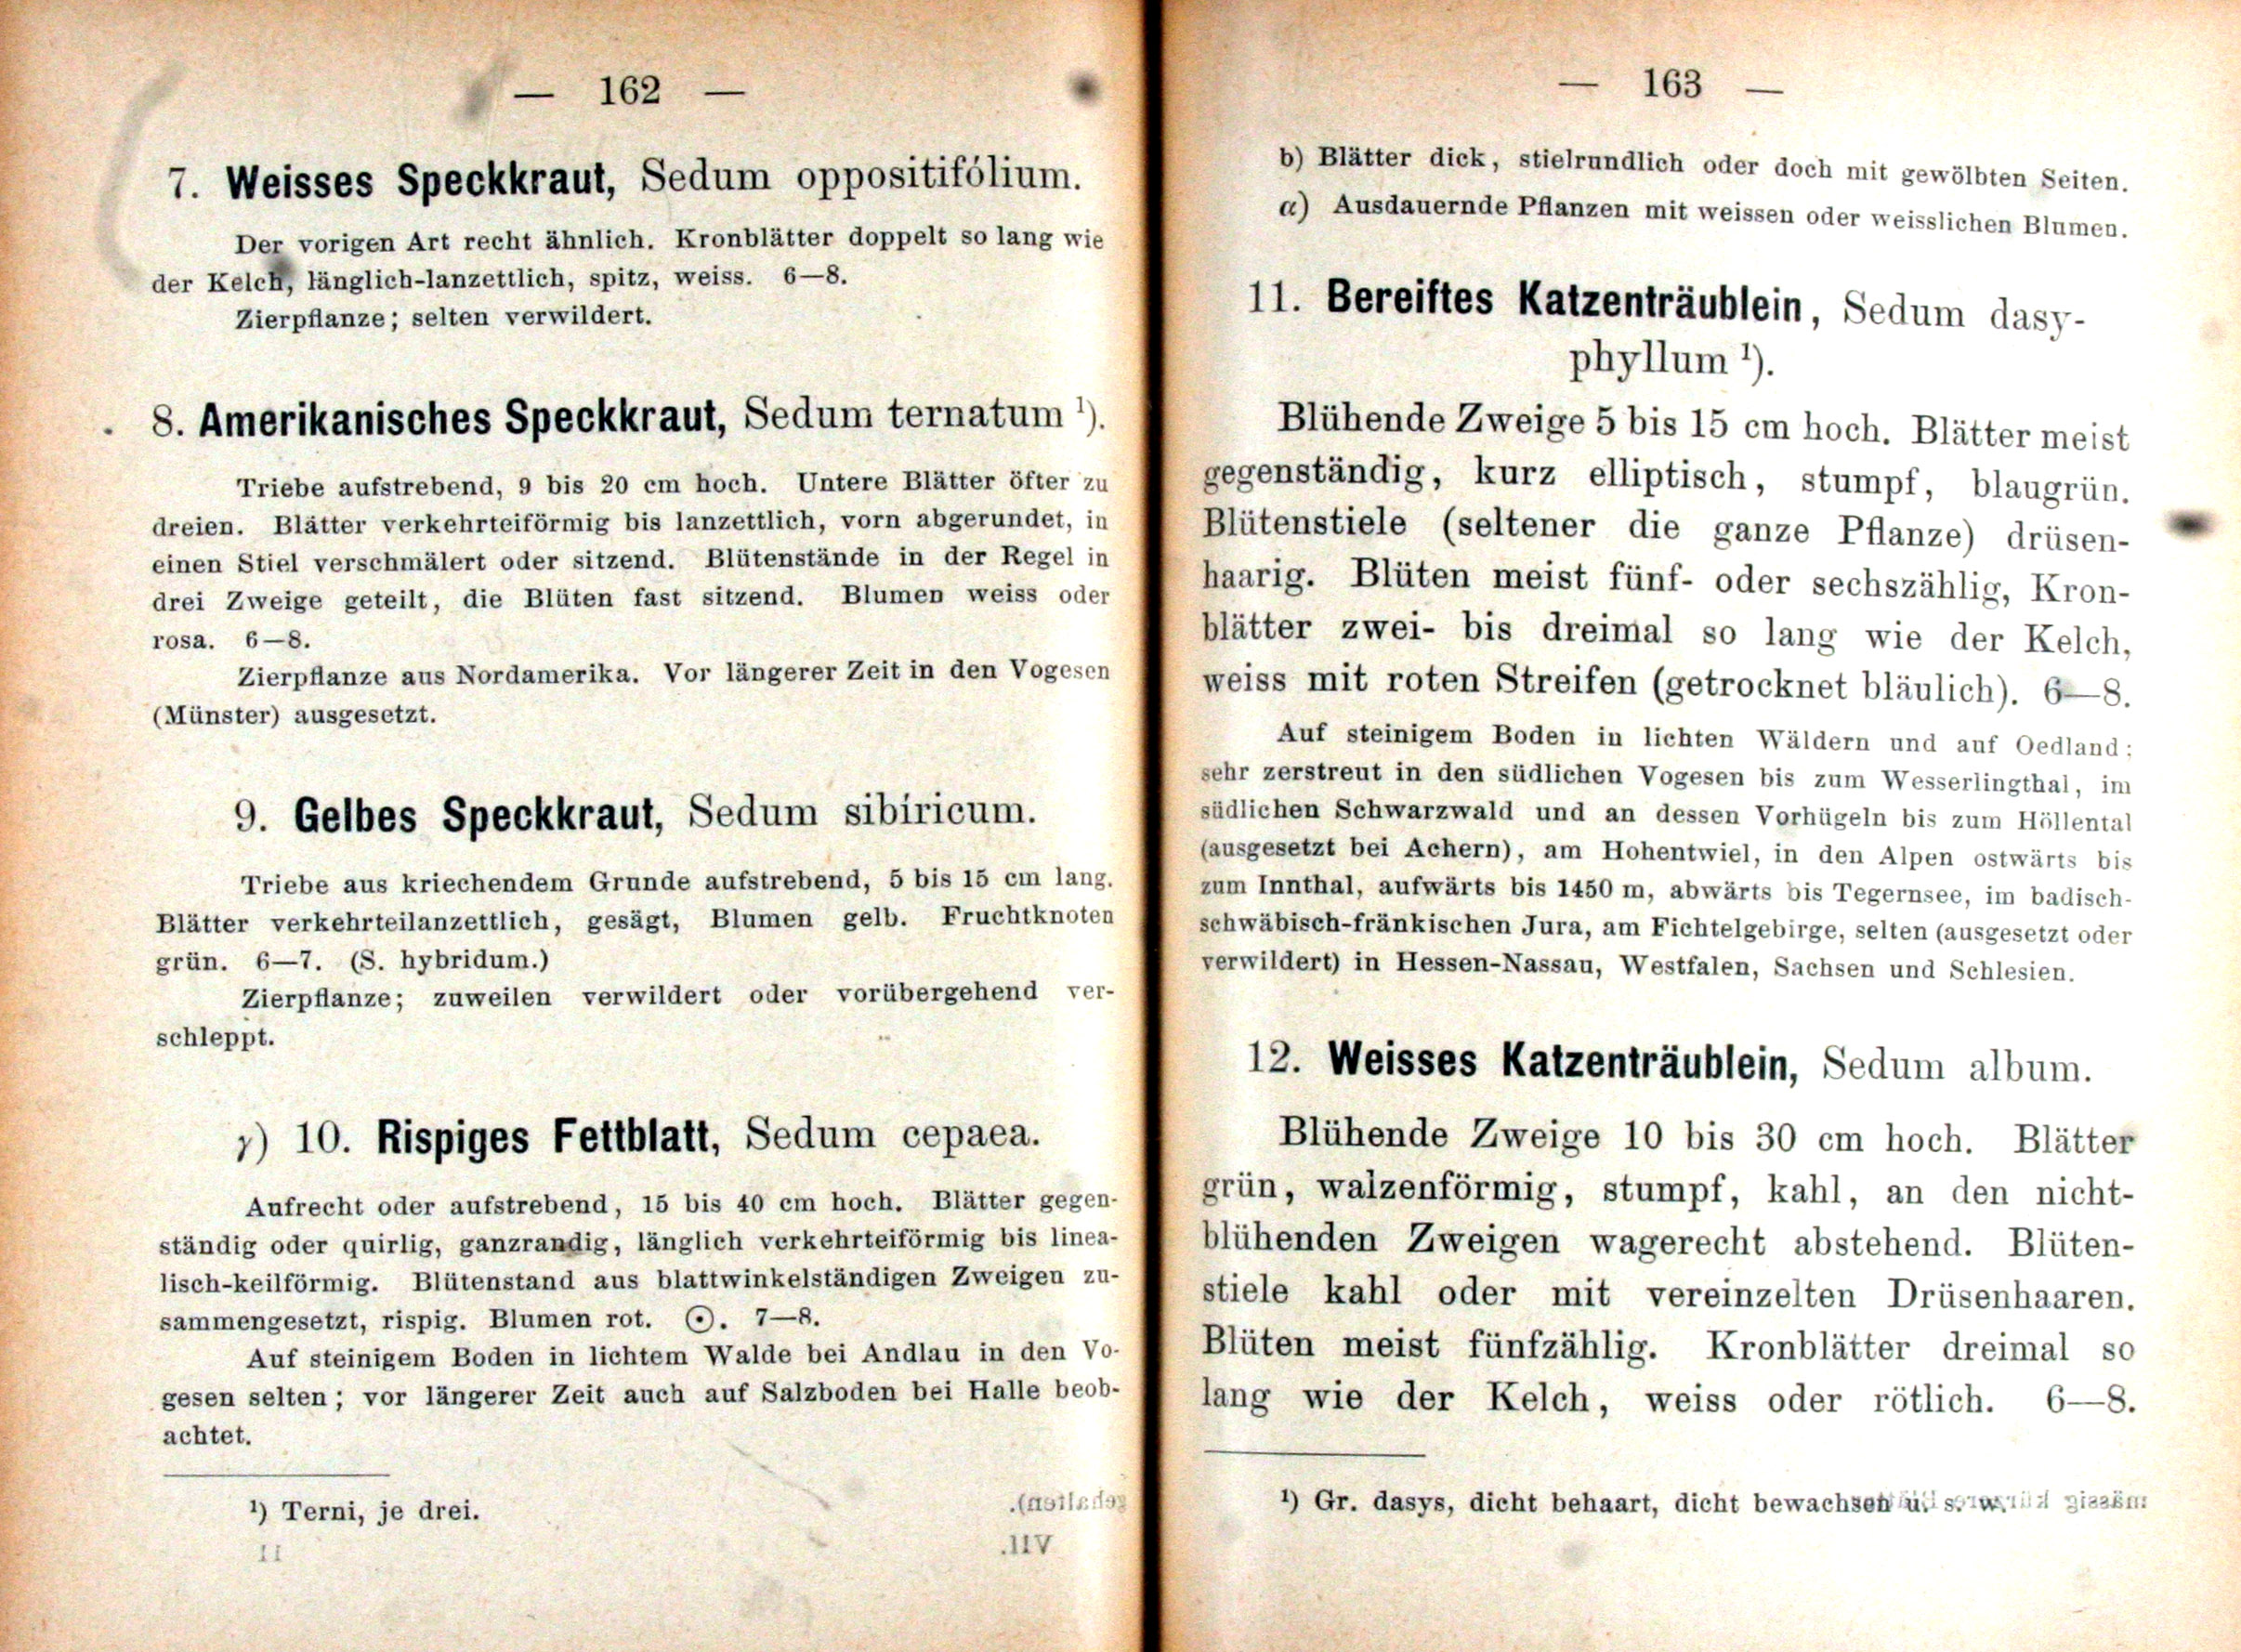 — 162 —
7. Weisses Speckkraut, Sedum oppositifólium.
Der vorigen Art recht ähnlich. Kronblätter doppelt so lang wie
der Kelch, länglich-lanzettlich, spitz, weiss. 6—8.
Zierpflanze; selten verwildert.
8. Amerikanisches Speckkraut, Sedum ternatum ¹).
Triebe aufstrebend, 9 bis 20 cm hoch. Untere Blätter öfter zu
dreien. Blätter verkehrteiförmig bis lanzettlich, vorn abgerundet, in
einen Stiel verschmälert oder sitzend. Blütenstände in der Regel in
drei Zweige geteilt, die Blüten fast sitzend. Blumen weiss oder
rosa. 6—8.
Zierpflanze aus Nordamerika. Vor längerer Zeit in den Vogesen
(Münster) ausgesetzt.
9. Gelbes Speckkraut, Sedum sibíricum.
Triebe aus kriechendem Grunde aufstrebend, 5 bis 15 cm lang.
Blätter verkehrteilanzettlich, gesägt, Blumen gelb. Fruchtknoten
grün. 6—7. (S. hybridum.)
Zierpflanze; zuweilen verwildert oder vorübergehend ver-
schleppt.
γ) 10. Rispiges Fettblatt, Sedum cepaea.
Aufrecht oder aufstrebend, 15 bis 40 cm hoch. Blätter gegen-
ständig oder quirlig, ganzrandig, länglich verkehrteiförmig bis linea-
lisch-keilförmig. Blütenstand aus blattwinkelständigen Zweigen zu-
sammengesetzt, rispig. Blumen rot. ⊙. 7—8.
Auf steinigem Boden in lichtem Walde bei Andlau in den Vo-
gesen selten; vor längerer Zeit auch auf Salzboden bei Halle beob-
achtet.
¹) Terni, je drei.
— 163 —
b) Blätter dick, stielrundlich oder doch mit gewölbten Seiten.
α) Ausdauernde Pflanzen mit weissen oder weisslichen Blumen.
11. Bereiftes Katzenträublein, Sedum dasy-
phyllum ¹).
Blühende Zweige 5 bis 15 cm hoch. Blätter meist
gegenständig, kurz elliptisch, stumpf, blaugrün.
Blütenstiele (seltener die ganze Pflanze) drüsen-
haarig. Blüten meist fünf- oder sechszählig, Kron-
blätter zwei- bis dreimal so lang wie der Kelch,
weiss mit roten Streifen (getrocknet bläulich). 6—8.
Auf steinigem Boden in lichten Wäldern und auf Oedland;
sehr zerstreut in den südlichen Vogesen bis zum Wesserlingthal, im
südlichen Schwarzwald und an dessen Vorhügeln bis zum Höllental
(ausgesetzt bei Achern), am Hohentwiel, in den Alpen ostwärts bis
zum Innthal, aufwärts bis 1450 m, abwärts bis Tegernsee, im badisch-
schwäbisch-fränkischen Jura, am Fichtelgebirge, selten (ausgesetzt oder
verwildert) in Hessen-Nassau, Westfalen, Sachsen und Schlesien.
12. Weisses Katzenträublein, Sedum album.
Blühende Zweige 10 bis 30 cm hoch. Blätter
grün, walzenförmig, stumpf, kahl, an den nicht-
blühenden Zweigen wagerecht abstehend. Blüten-
stiele kahl oder mit vereinzelten Drüsenhaaren.
Blüten meist fünfzählig. Kronblätter dreimal so
lang wie der Kelch, weiss oder rötlich. 6—8.
¹) Gr. dasys, dicht behaart, dicht bewachsen u. s. w.